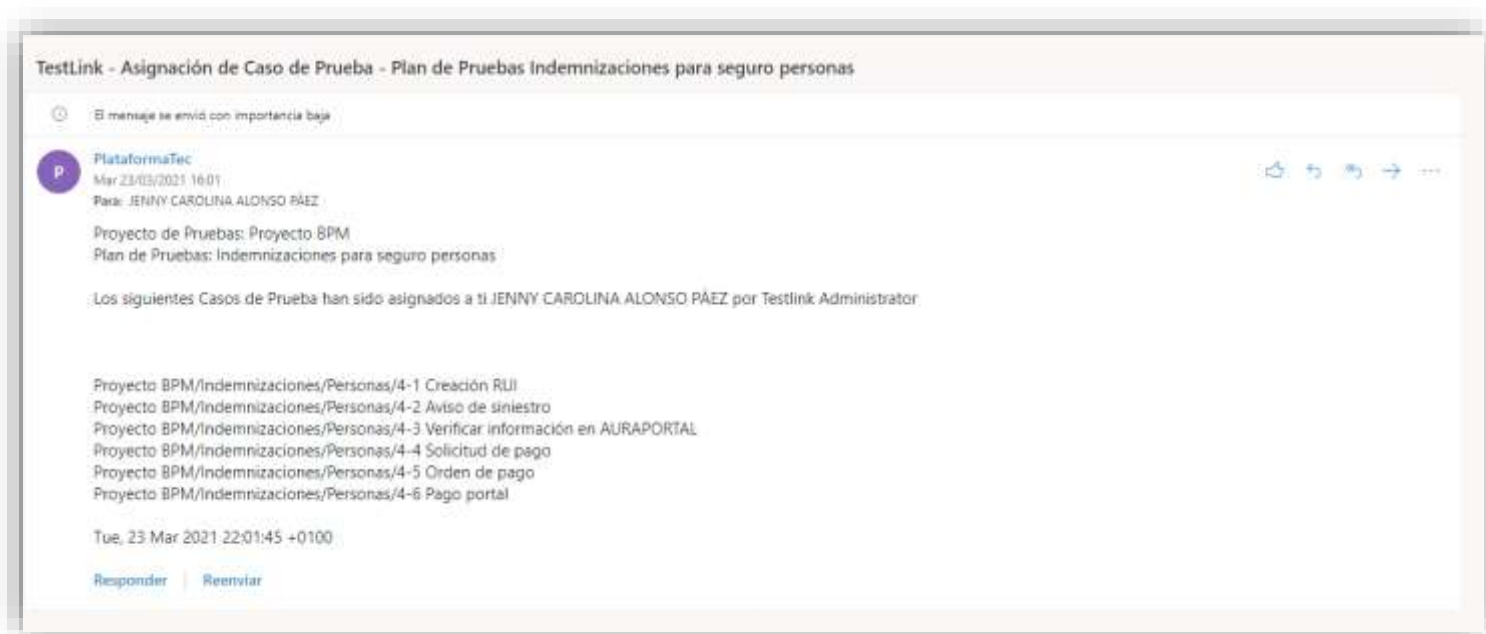 TestLink - Asignación de Caso de Prueba - Plan de Pruebas Indemnizaciones para seguro personas
El mensaje se envió con importancia baja
P
PlataformaTec
Mar 23/03/2021 16:01
Para: JENNY CAROLINA ALONSO PÁEZ
Proyecto de Pruebas: Proyecto BPM
Plan de Pruebas: Indemnizaciones para seguro personas
Los siguientes Casos de Prueba han sido asignados a ti JENNY CAROLINA ALONSO PÁEZ por Testlink Administrator
Proyecto BPM/Indemnizaciones/Personas/4-1 Creación RUI
Proyecto BPM/Indemnizaciones/Personas/4-2 Aviso de siniestro
Proyecto BPM/Indemnizaciones/Personas/4-3 Verificar información en AURAPORTAL
Proyecto BPM/Indemnizaciones/Personas/4-4 Solicitud de pago
Proyecto BPM/Indemnizaciones/Personas/4-5 Orden de pago
Proyecto BPM/Indemnizaciones/Personas/4-6 Pago portal
Tue, 23 Mar 2021 22:01:45 +0100
Responder | Reenviar